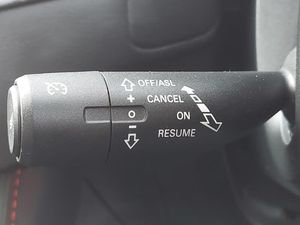 OFF/ASL
+ CANCEL
O ON
– RESUME